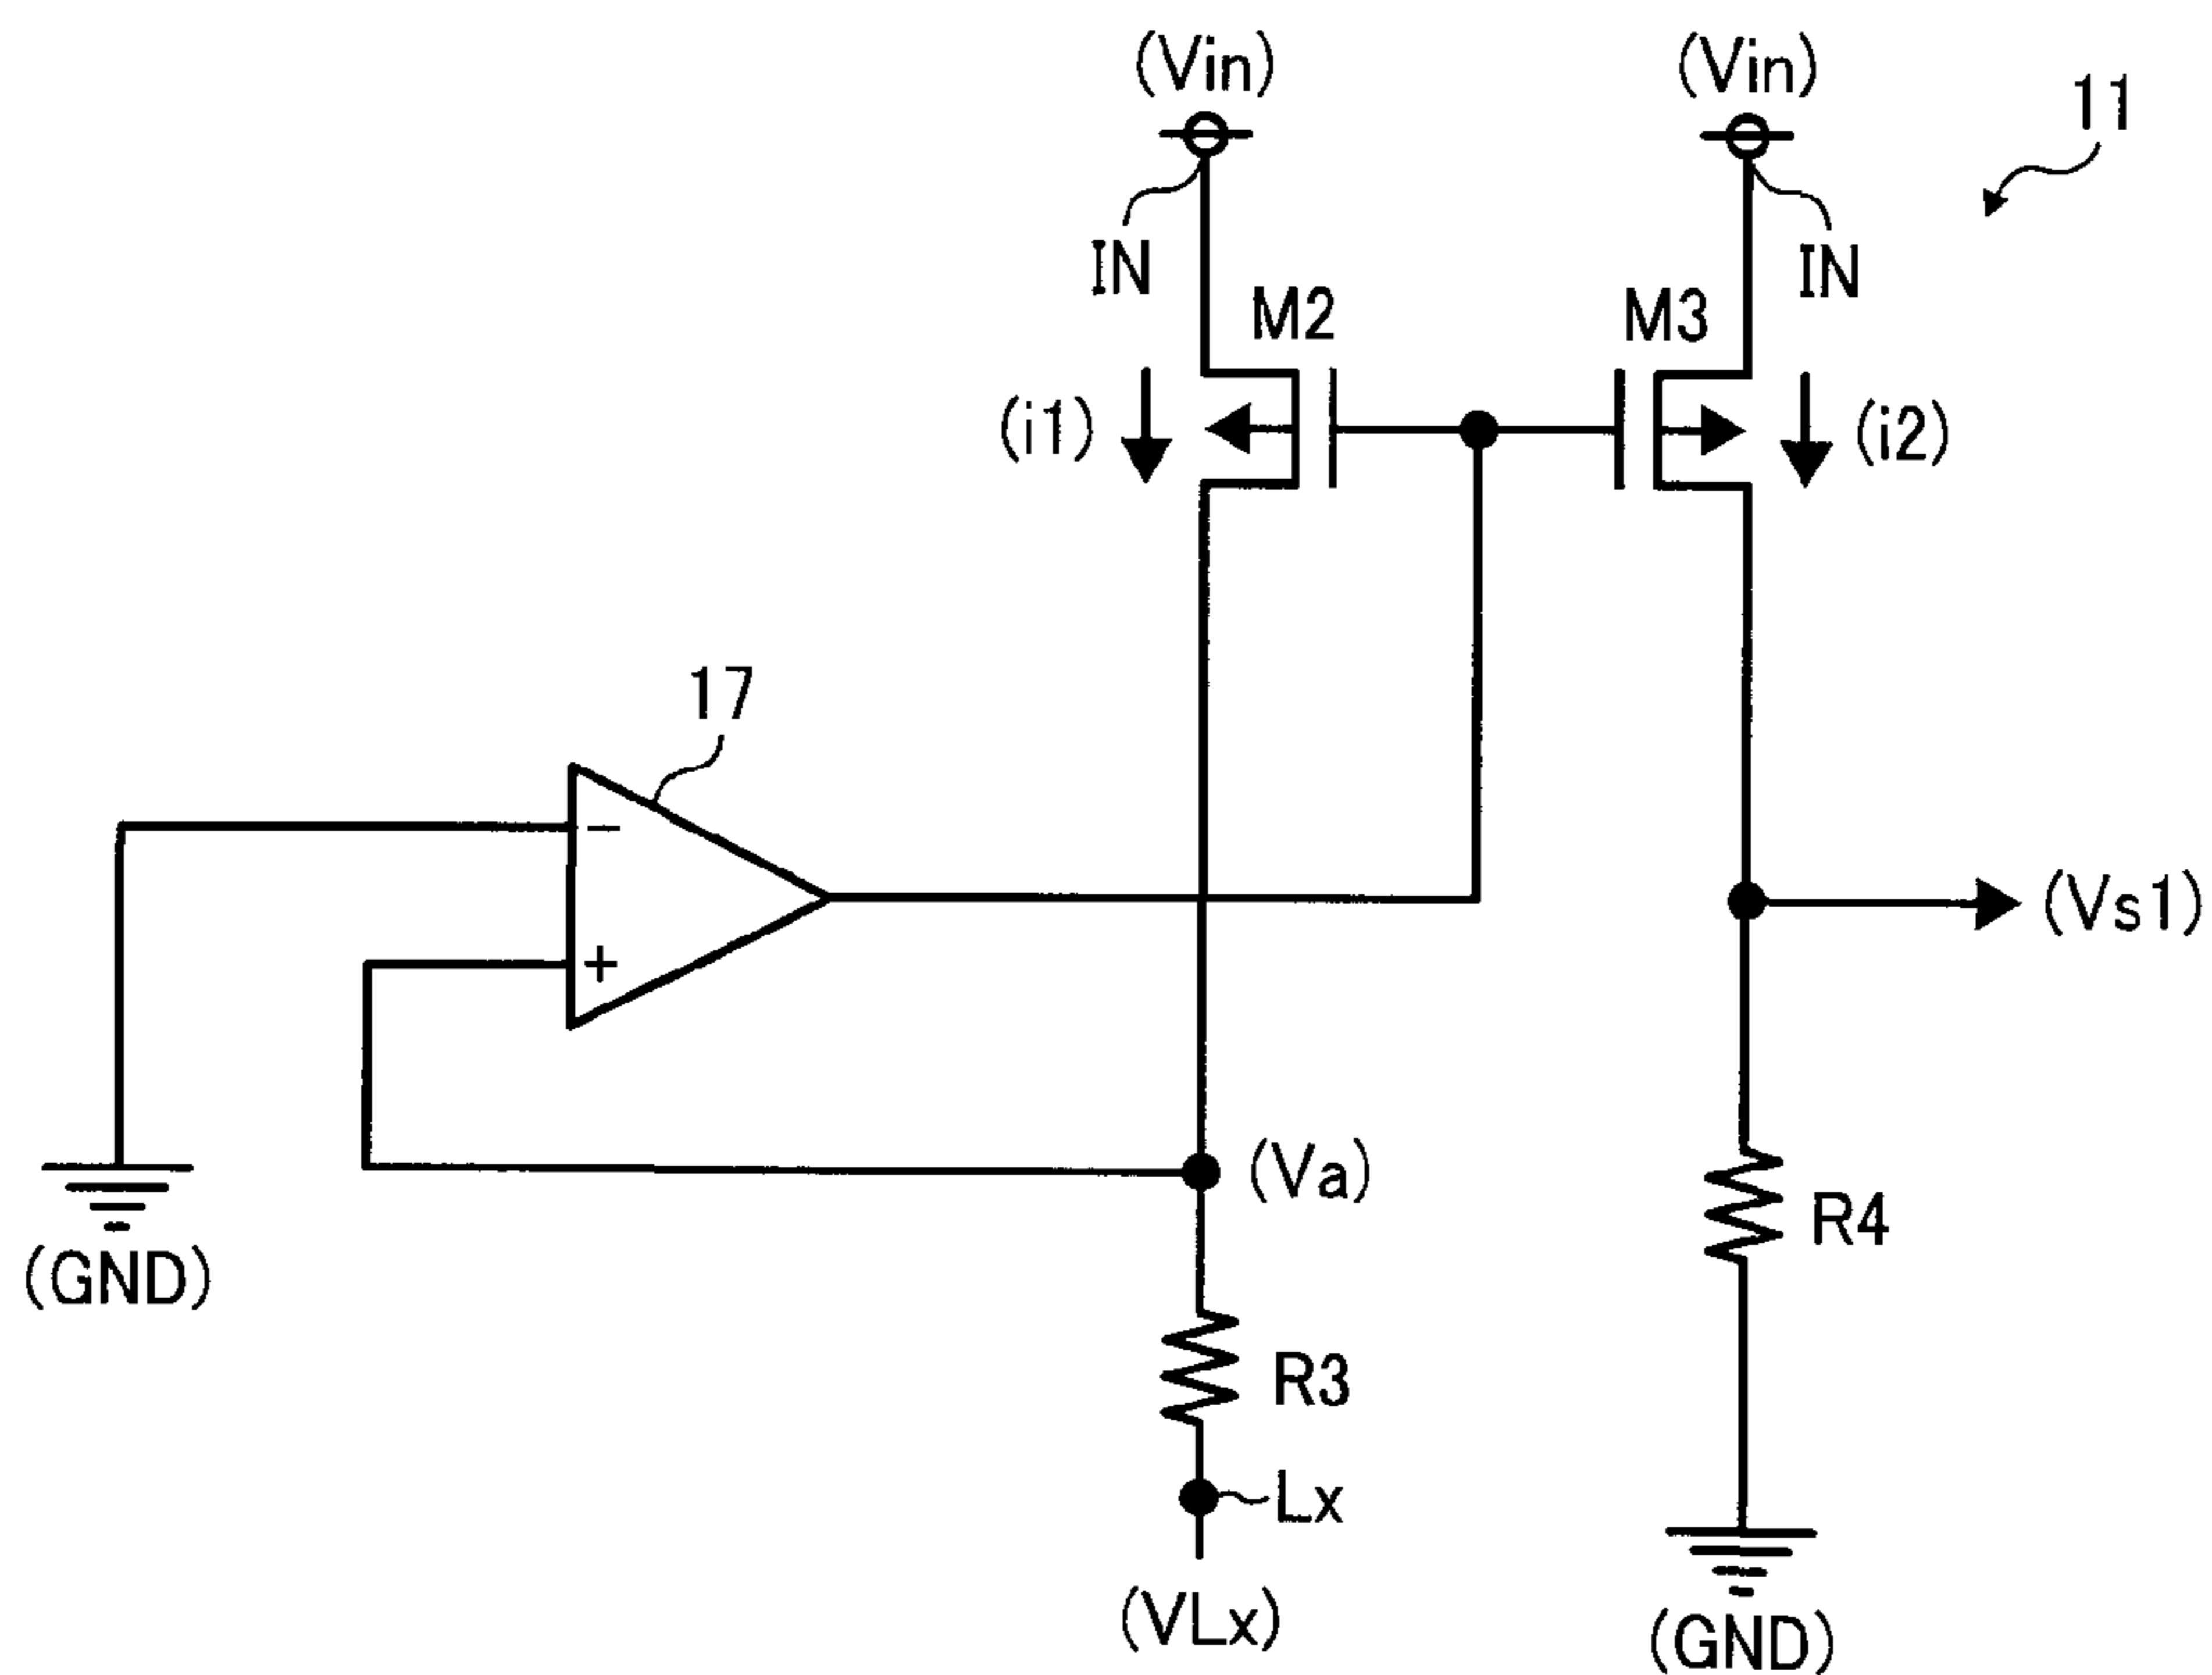 (Vin)
(Vin)
11
IN
IN
M2
M3
(i1)
(i2)
17
−
(Vs1)
+
(Va)
R4
(GND)
R3
Lx
(VLx)
(GND)